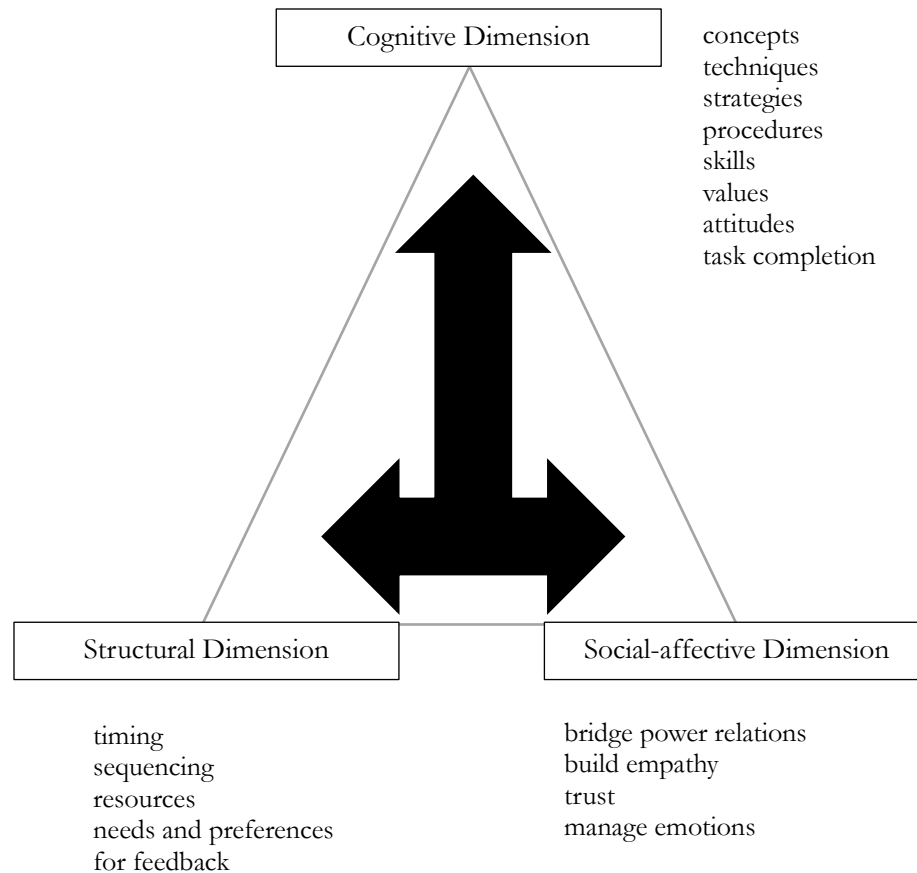 Cognitive Dimension
concepts
techniques
strategies
procedures
skills
values
attitudes
task completion
Structural Dimension
Social-affective Dimension
timing
sequencing
resources
needs and preferences
for feedback
bridge power relations
build empathy
trust
manage emotions